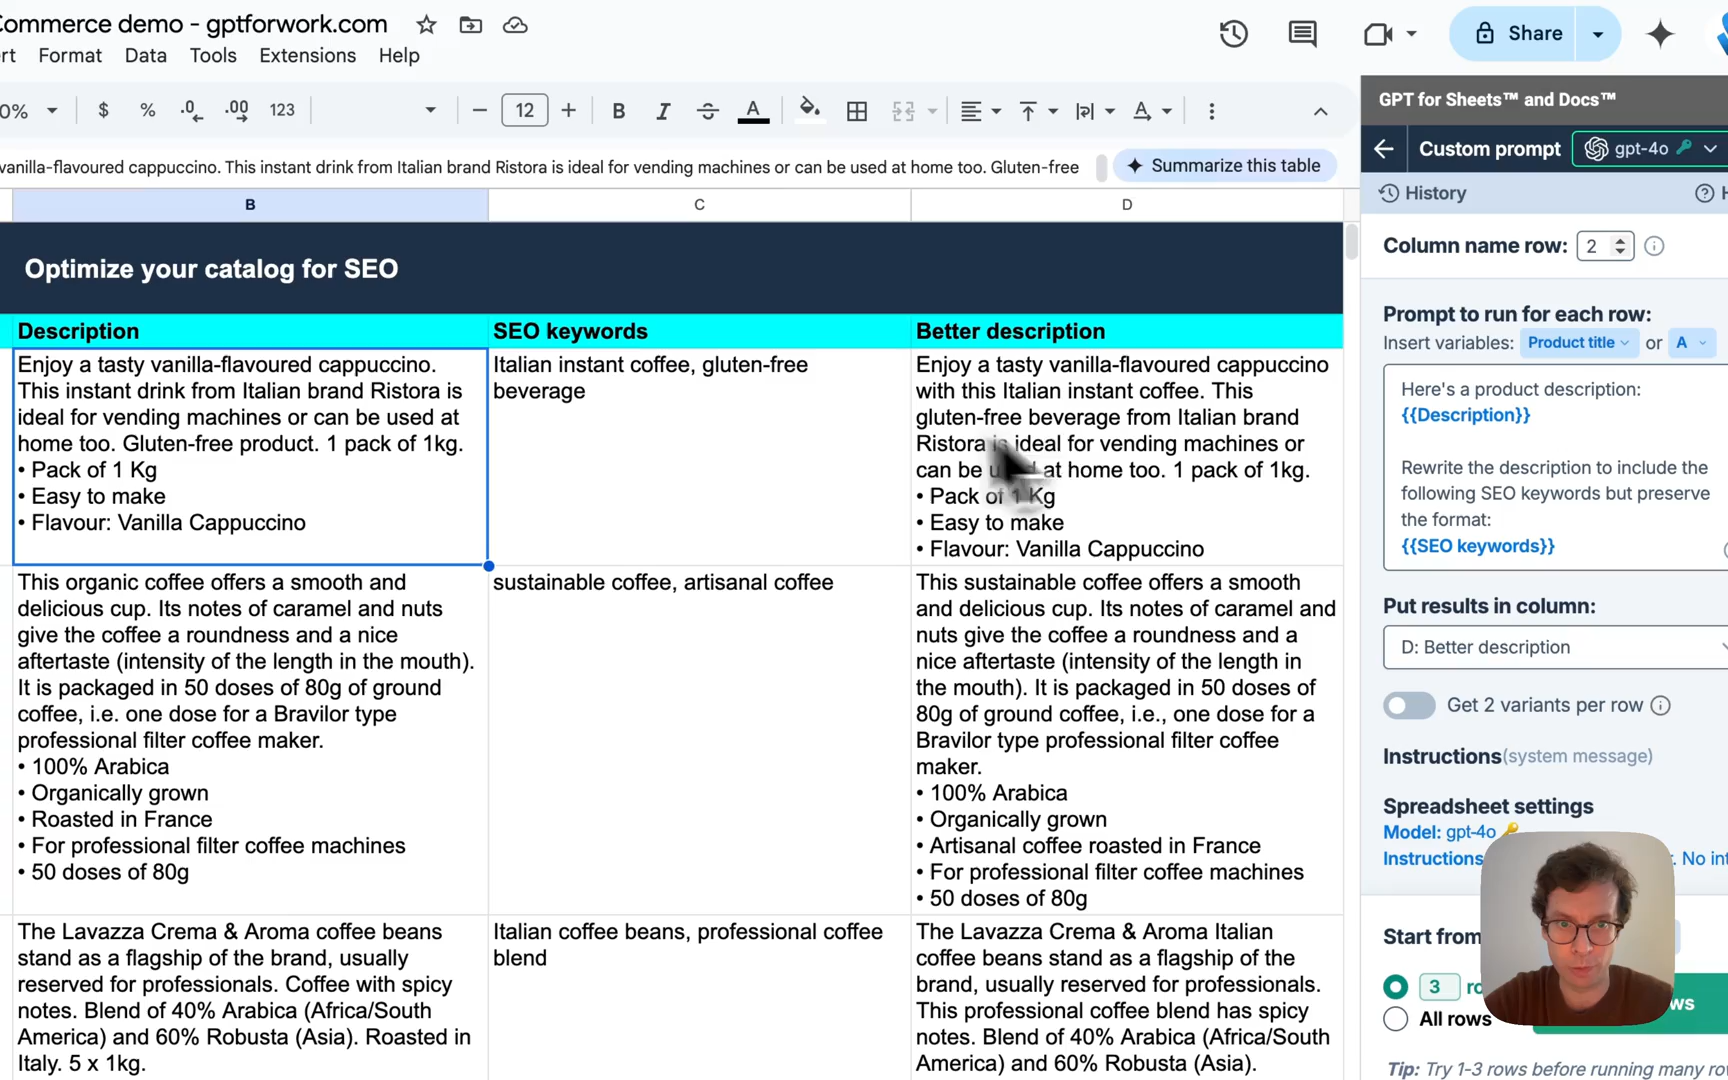 ommerce demo - gptforwork.com
rt Format Data Tools Extensions Help
Share
0% $ % .0 .00 123 − 12 + B I A
vanilla-flavoured cappuccino. This instant drink from Italian brand Ristora is ideal for vending machines or can be used at home too. Gluten-free
Summarize this table
B C D
Optimize your catalog for SEO
Description
Enjoy a tasty vanilla-flavoured cappuccino.
This instant drink from Italian brand Ristora is
ideal for vending machines or can be used at
home too. Gluten-free product. 1 pack of 1kg.
• Pack of 1 Kg
• Easy to make
• Flavour: Vanilla Cappuccino
This organic coffee offers a smooth and
delicious cup. Its notes of caramel and nuts
give the coffee a roundness and a nice
aftertaste (intensity of the length in the mouth).
It is packaged in 50 doses of 80g of ground
coffee, i.e. one dose for a Bravilor type
professional filter coffee maker.
• 100% Arabica
• Organically grown
• Roasted in France
• For professional filter coffee machines
• 50 doses of 80g
The Lavazza Crema & Aroma coffee beans
stand as a flagship of the brand, usually
reserved for professionals. Coffee with spicy
notes. Blend of 40% Arabica (Africa/South
America) and 60% Robusta (Asia). Roasted in
Italy. 5 x 1kg.
SEO keywords
Italian instant coffee, gluten-free
beverage
sustainable coffee, artisanal coffee
Italian coffee beans, professional coffee
blend
Better description
Enjoy a tasty vanilla-flavoured cappuccino
with this Italian instant coffee. This
gluten-free beverage from Italian brand
Ristora is ideal for vending machines or
can be at home too. 1 pack of 1kg.
• Pack of 1 Kg
• Easy to make
• Flavour: Vanilla Cappuccino
This sustainable coffee offers a smooth
and delicious cup. Its notes of caramel and
nuts give the coffee a roundness and a
nice aftertaste (intensity of the length in
the mouth). It is packaged in 50 doses of
80g of ground coffee, i.e., one dose for a
Bravilor type professional filter coffee
maker.
• 100% Arabica
• Organically grown
• Artisanal coffee roasted in France
• For professional filter coffee machines
• 50 doses of 80g
The Lavazza Crema & Aroma Italian
coffee beans stand as a flagship of the
brand, usually reserved for professionals.
This professional coffee blend has spicy
notes. Blend of 40% Arabica (Africa/South
America) and 60% Robusta (Asia).
GPT for Sheets™ and Docs™
Custom prompt gpt-4o
History
Column name row: 2
Prompt to run for each row:
Insert variables: Product title or A
Here's a product description:
{{Description}}
Rewrite the description to include the
following SEO keywords but preserve
the format:
{{SEO keywords}}
Put results in column:
D: Better description
Get 2 variants per row
Instructions(system message)
Spreadsheet settings
Model: gpt-4o
Instructions . No int
Start from
3 ro ws
All rows
Tip: Try 1-3 rows before running many ro